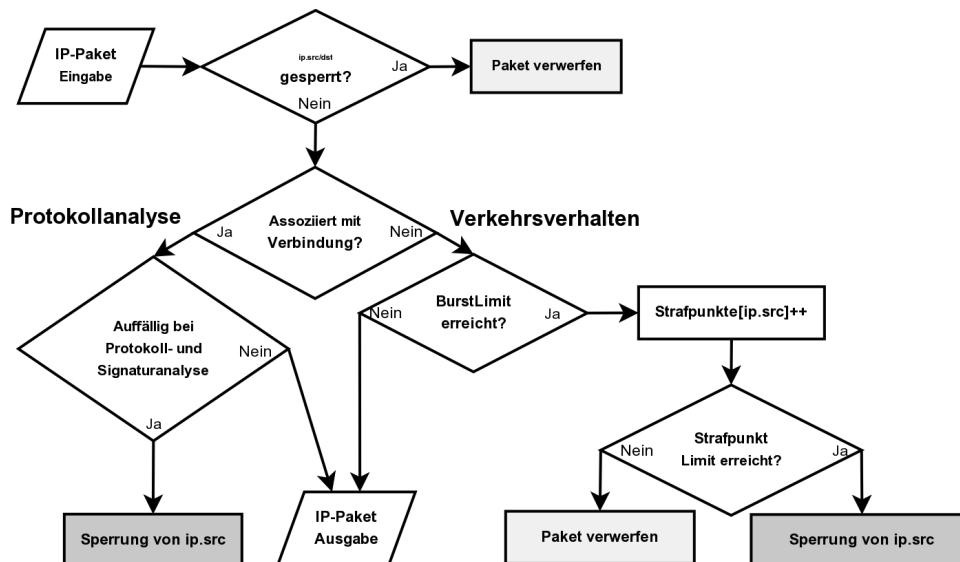 IP-Paket
Eingabe
ip.src/dst
gesperrt?
Ja
Nein
Paket verwerfen
Protokollanalyse
Assoziiert mit
Verbindung?
Ja
Nein
Verkehrsverhalten
Auffällig bei
Protokoll- und
Signaturanalyse
Nein
Ja
BurstLimit
erreicht?
Nein
Ja
Strafpunkte[ip.src]++
Strafpunkt
Limit erreicht?
Nein
Ja
Sperrung von ip.src
IP-Paket
Ausgabe
Paket verwerfen
Sperrung von ip.src